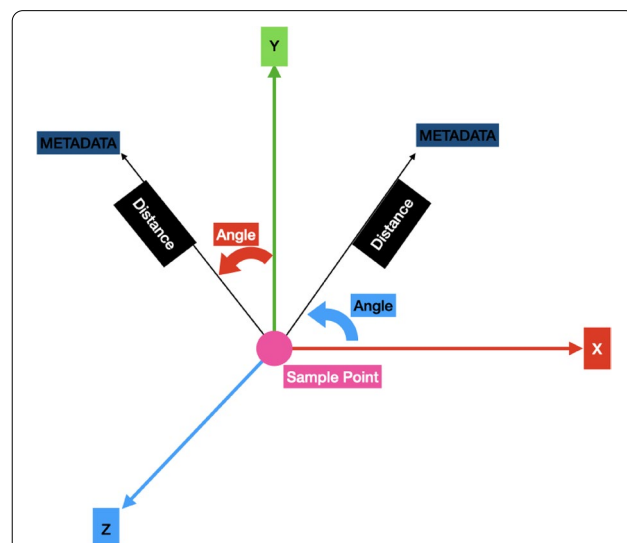 Y
METADATA
METADATA
Distance
Distance
Angle
Angle
X
Sample Point
Z